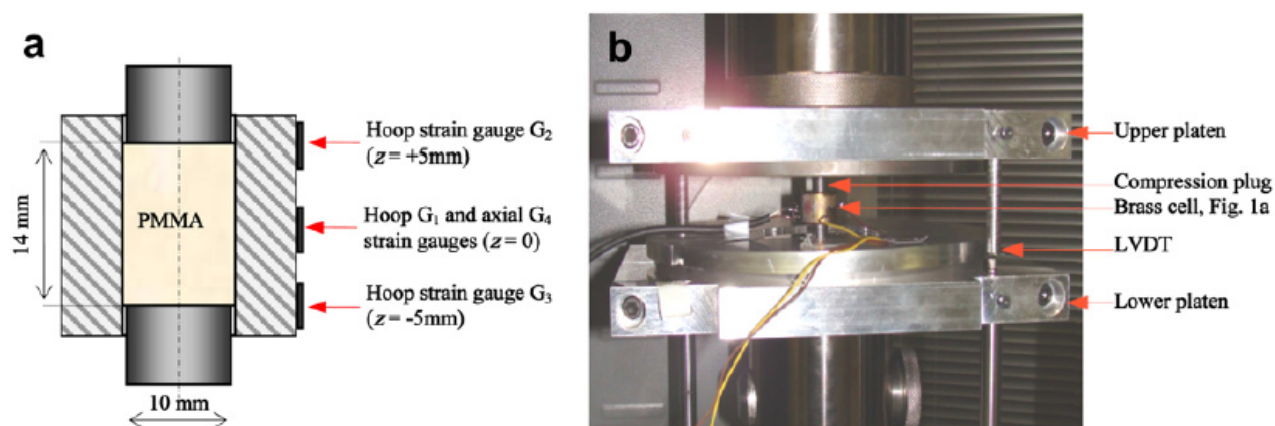 a
Hoop strain gauge G2
(z = +5mm)
PMMA
14 mm
Hoop G1 and axial G4
strain gauges (z = 0)
Hoop strain gauge G3
(z = -5mm)
10 mm
b
Upper platen
Compression plug
Brass cell, Fig. 1a
LVDT
Lower platen